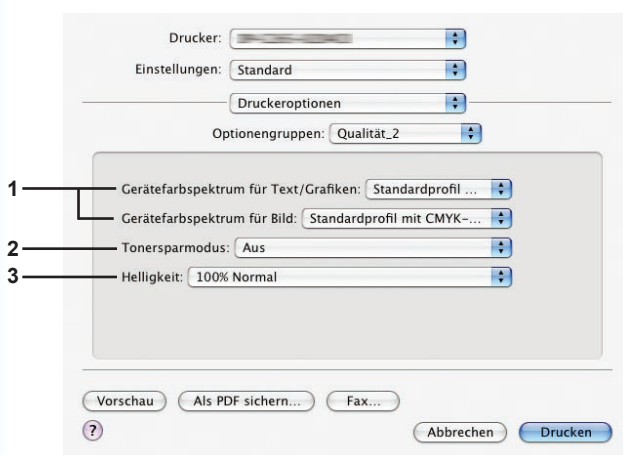 Drucker:
Einstellungen: Standard
Druckeroptionen
Optionengruppen: Qualität_2
1 Gerätefarbspektrum für Text/Grafiken: Standardprofil ...
Gerätefarbspektrum für Bild: Standardprofil mit CMYK-...
2 Tonersparmodus: Aus
3 Helligkeit: 100% Normal
Vorschau Als PDF sichern... Fax...
? Abbrechen Drucken